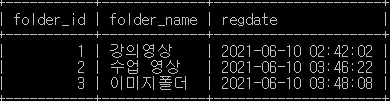 folder_id | folder_name | regdate
1 | 강의영상 | 2021-06-10 02:42:02
2 | 수업 영상 | 2021-06-10 03:46:22
3 | 이미지폴더 | 2021-06-10 03:48:08